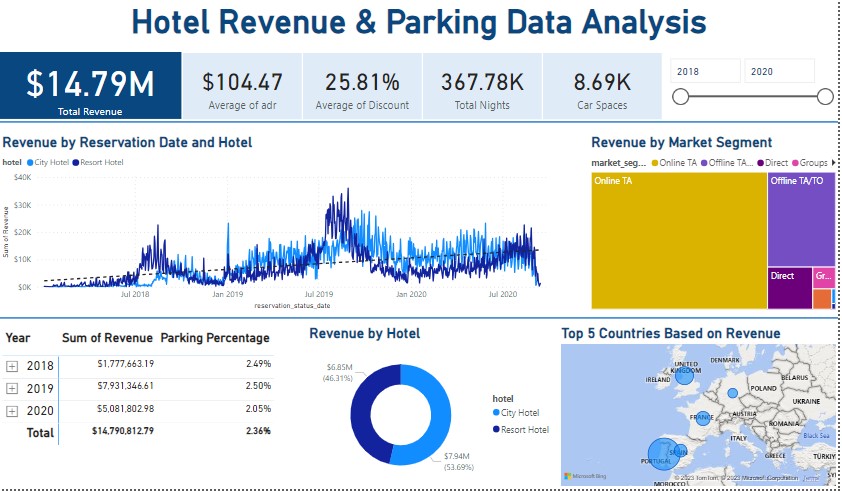 Hotel Revenue & Parking Data Analysis
$14.79M
Total Revenue
$104.47
Average of adr
25.81%
Average of Discount
367.78K
Total Nights
8.69K
Car Spaces
2018
2020
Revenue by Reservation Date and Hotel
hotel City Hotel Resort Hotel
Sum of Revenue
$40K
$30K
$20K
$10K
$0K
Jul 2018 Jan 2019 Jul 2019 Jan 2020 Jul 2020
reservation_status_date
Revenue by Market Segment
market_seg... Online TA Offline TA... Direct Groups
Online TA
Offline TA/TO
Direct
Gr...
Year Sum of Revenue Parking Percentage
2018 $1,777,663.19 2.49%
2019 $7,931,346.61 2.50%
2020 $5,081,802.98 2.05%
Total $14,790,812.79 2.36%
Revenue by Hotel
$6.85M
(46.31%)
$7.94M
(53.69%)
hotel
City Hotel
Resort Hotel
Top 5 Countries Based on Revenue
UNITED
KINGDOM
DENMARK
IRELAND
POLAND
BELARUS
UKRAINE
FRANCE
AUSTRIA
ROMANIA
ITALY
Black Sea
SPAIN
PORTUGAL
GREECE
TÜRKIY
SYI
MOROCCO
Microsoft Bing
© 2023 TomTom, © 2023 Microsoft Corporation Terms